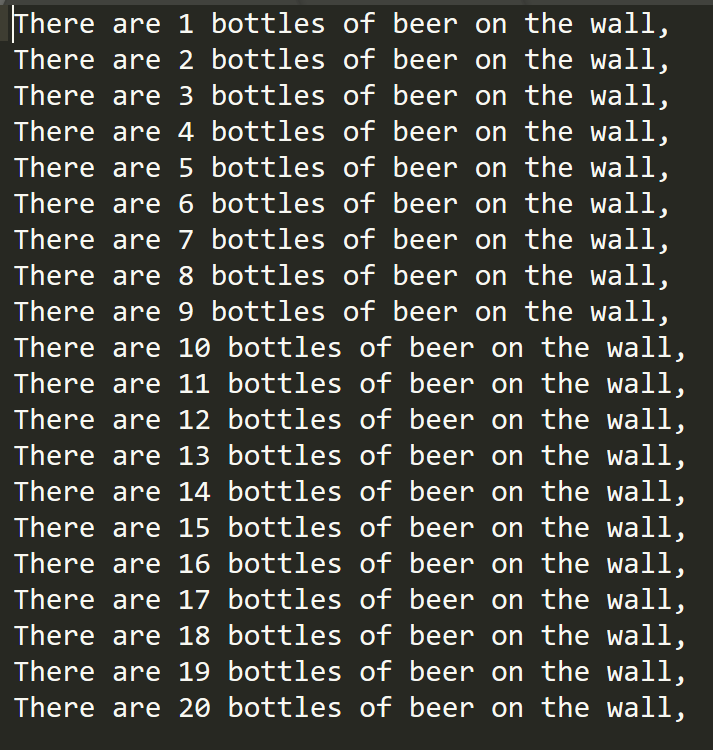 There are 1 bottles of beer on the wall,
There are 2 bottles of beer on the wall,
There are 3 bottles of beer on the wall,
There are 4 bottles of beer on the wall,
There are 5 bottles of beer on the wall,
There are 6 bottles of beer on the wall,
There are 7 bottles of beer on the wall,
There are 8 bottles of beer on the wall,
There are 9 bottles of beer on the wall,
There are 10 bottles of beer on the wall,
There are 11 bottles of beer on the wall,
There are 12 bottles of beer on the wall,
There are 13 bottles of beer on the wall,
There are 14 bottles of beer on the wall,
There are 15 bottles of beer on the wall,
There are 16 bottles of beer on the wall,
There are 17 bottles of beer on the wall,
There are 18 bottles of beer on the wall,
There are 19 bottles of beer on the wall,
There are 20 bottles of beer on the wall,